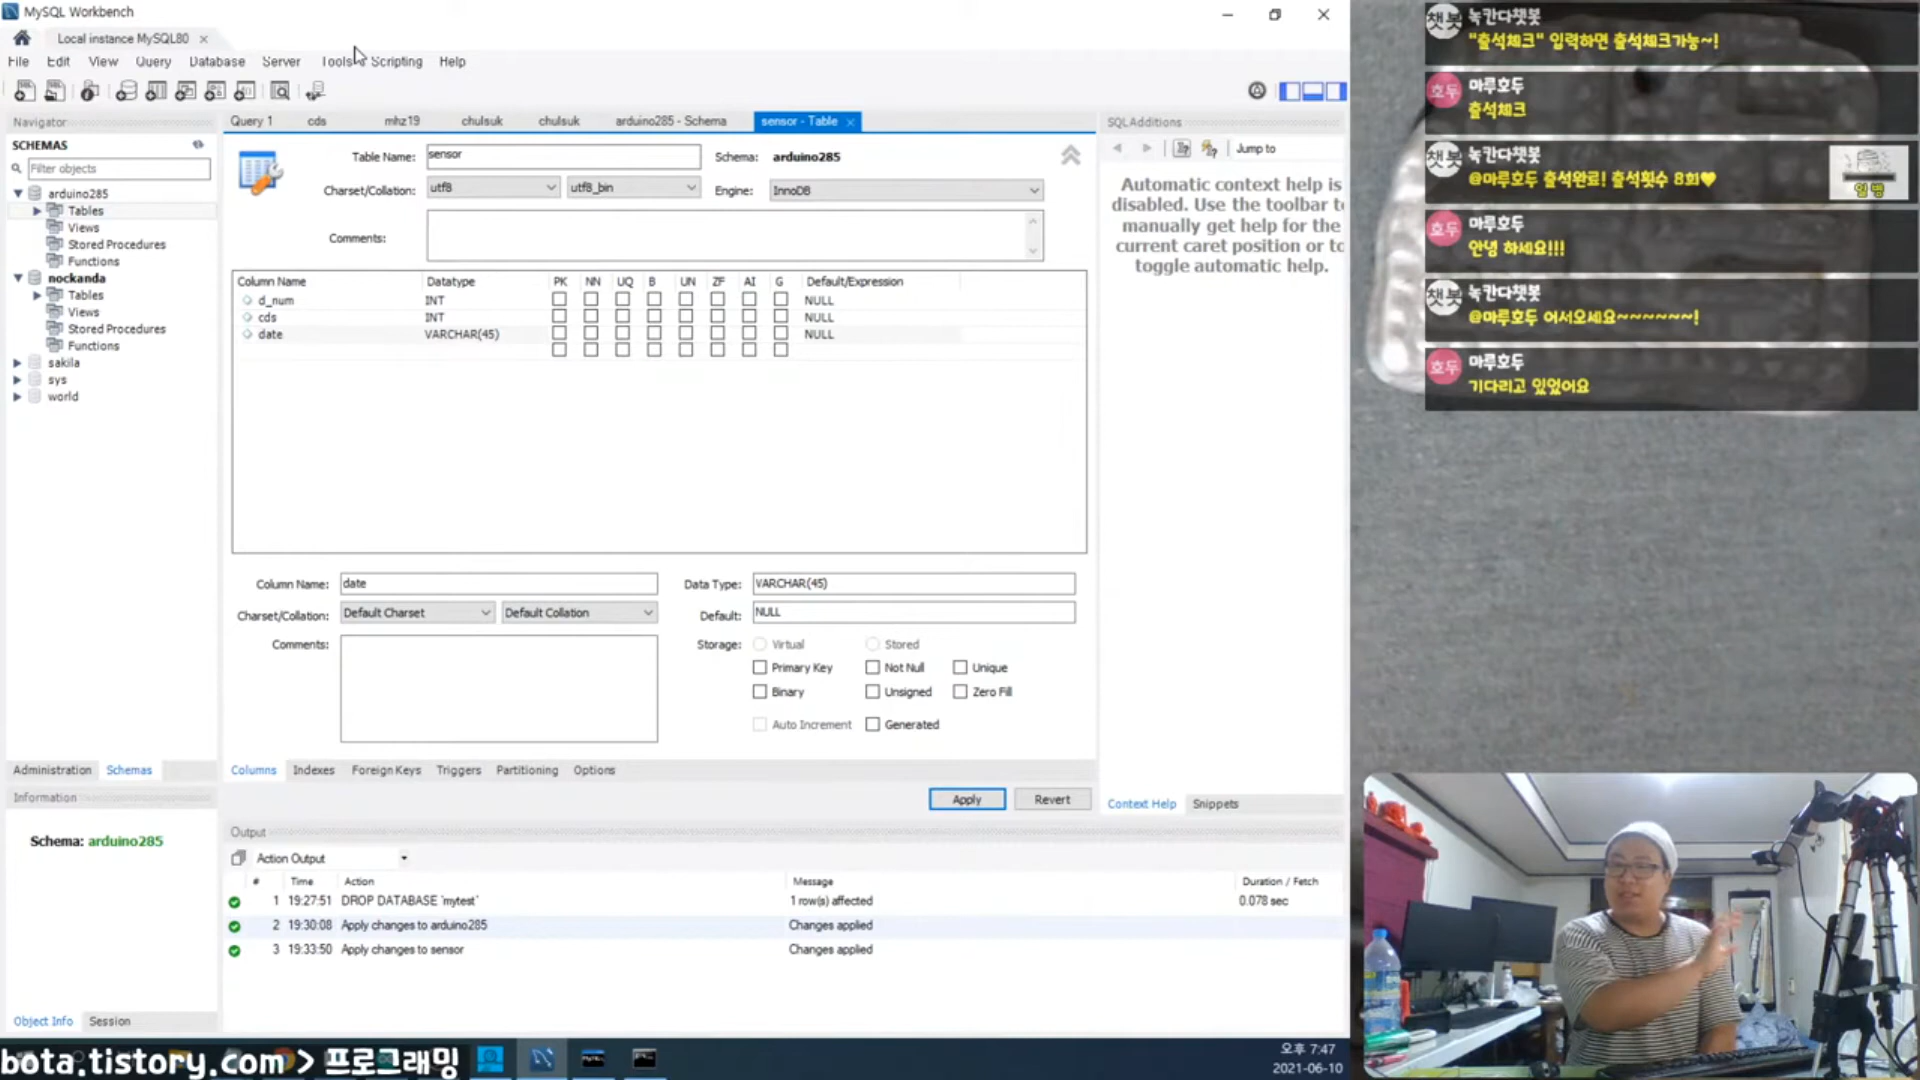 MySQL Workbench
Local instance MySQL80
File Edit View Query Database Server Tools Scripting Help
Navigator
SCHEMAS
Filter objects
arduino285
Tables
Views
Stored Procedures
Functions
nockanda
Tables
Views
Stored Procedures
Functions
sakila
sys
world
Administration Schemas
Information
Schema: arduino285
Object Info Session
Query 1 cds mhz19 chulsuk chulsuk arduino285 - Schema sensor - Table
Table Name: sensor Schema: arduino285
Charset/Collation: utf8 utf8_bin Engine: InnoDB
Comments:
Column Name Datatype PK NN UQ B UN ZF AI G Default/Expression
d_num INT NULL
cds INT NULL
date VARCHAR(45) NULL
Column Name: date Data Type: VARCHAR(45)
Charset/Collation: Default Charset Default Collation Default: NULL
Comments: Storage: Virtual Stored
Primary Key Not Null Unique
Binary Unsigned Zero Fill
Auto Increment Generated
Columns Indexes Foreign Keys Triggers Partitioning Options
Apply Revert
Output
Action Output
# Time Action Message Duration / Fetch
1 19:27:51 DROP DATABASE `mytest` 1 row(s) affected 0.078 sec
2 19:30:08 Apply changes to arduino285 Changes applied
3 19:33:50 Apply changes to sensor Changes applied
SQLAdditions
Jump to
Automatic context help is
disabled. Use the toolbar to
manually get help for the
current caret position or to
toggle automatic help.
Context Help Snippets
챗봇 녹칸다챗봇
"출석체크" 입력하면 출석체크가능~!
호두 마루호두
출석체크
챗봇 녹칸다챗봇
@마루호두 출석완료! 출석횟수 8회♥
일병
호두 마루호두
안녕 하세요!!!
챗봇 녹칸다챗봇
@마루호두 어서오세요~~~~~~!
호두 마루호두
기다리고 있었어요
bota.tistory.com > 프로그래밍
오후 7:47
2021-06-10